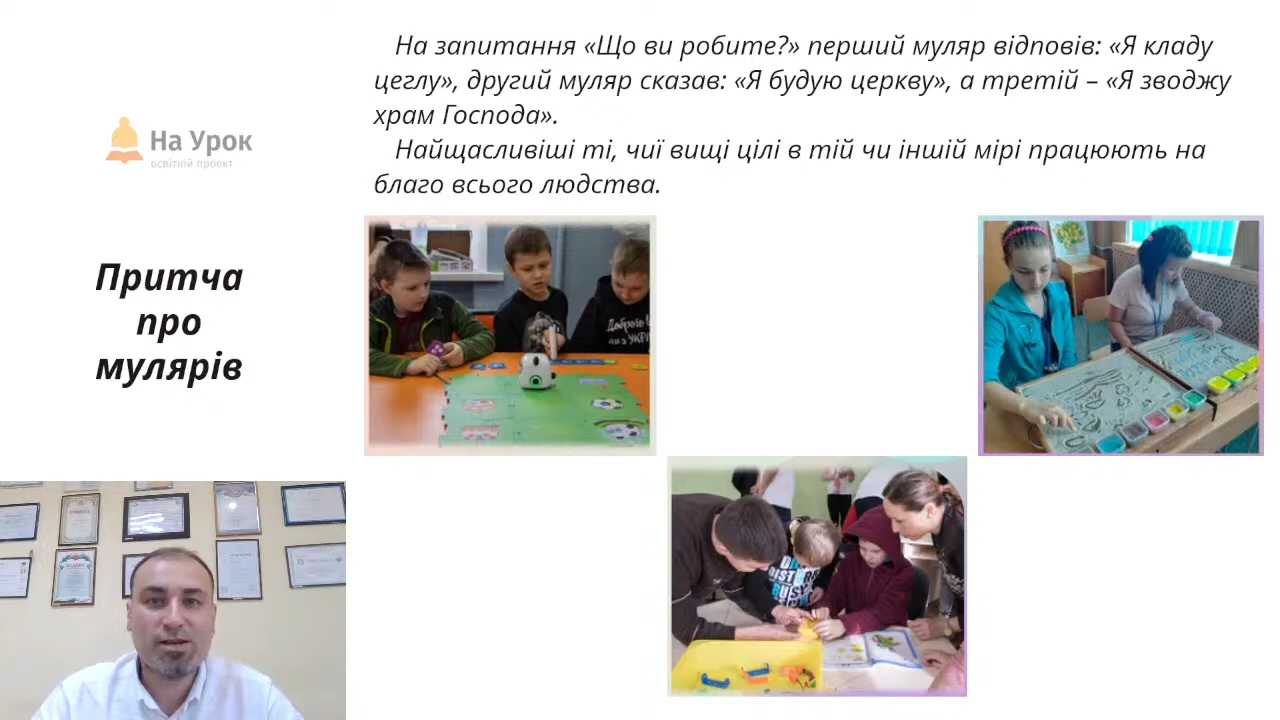 На запитання «Що ви робите?» перший муляр відповів: «Я кладу
цеглу», другий муляр сказав: «Я будую церкву», а третій – «Я зводжу
храм Господа».
Найщасливіші ті, чиї вищі цілі в тій чи іншій мірі працюють на
благо всього людства.
На Урок
освітній проект
Притча
про
мулярів